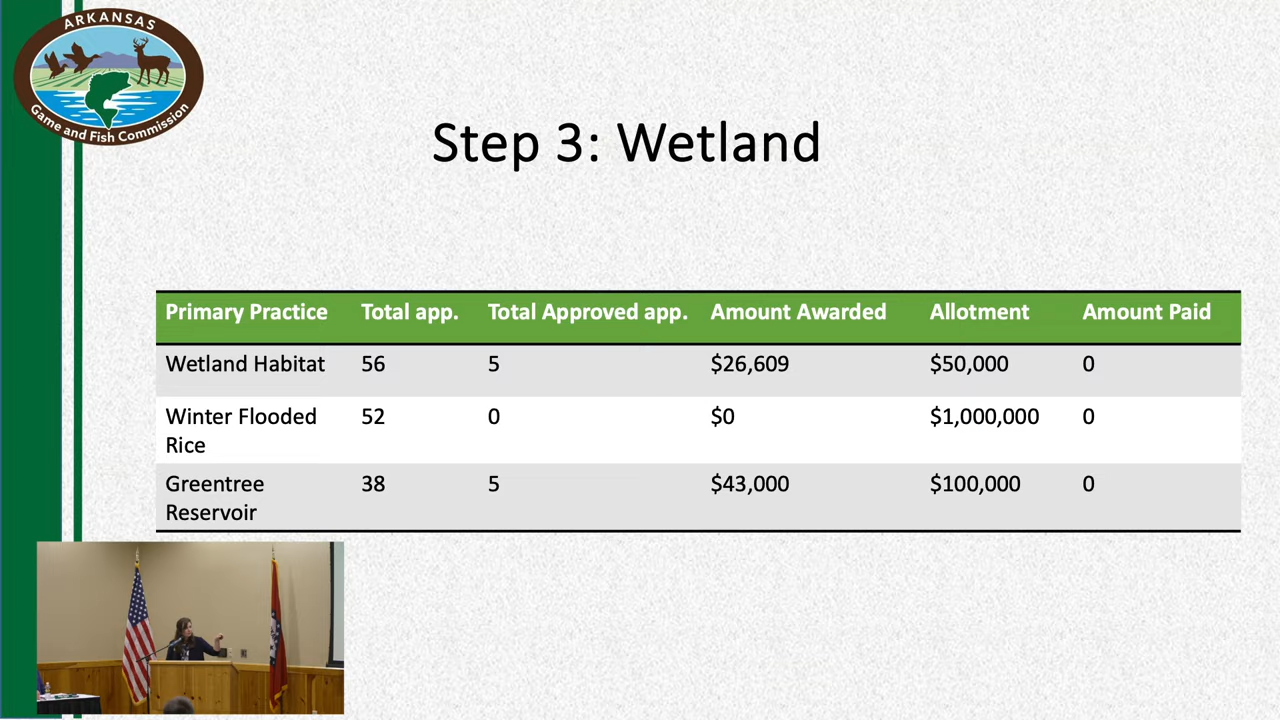 ARKANSAS
Game and Fish Commission
Step 3: Wetland
Primary Practice Total app. Total Approved app. Amount Awarded Allotment Amount Paid
Wetland Habitat 56 5 $26,609 $50,000 0
Winter Flooded 52 0 $0 $1,000,000 0
Rice
Greentree 38 5 $43,000 $100,000 0
Reservoir